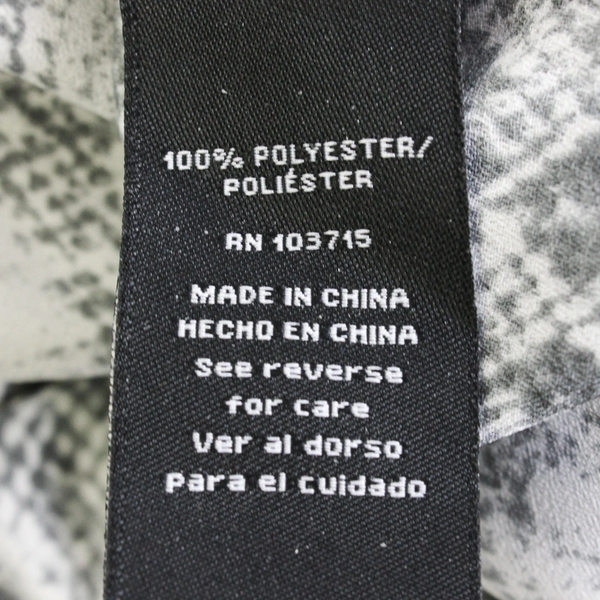 100% POLYESTER/
POLIÉSTER
RN 103715
MADE IN CHINA
HECHO EN CHINA
See reverse
for care
Ver al dorso
para el cuidado